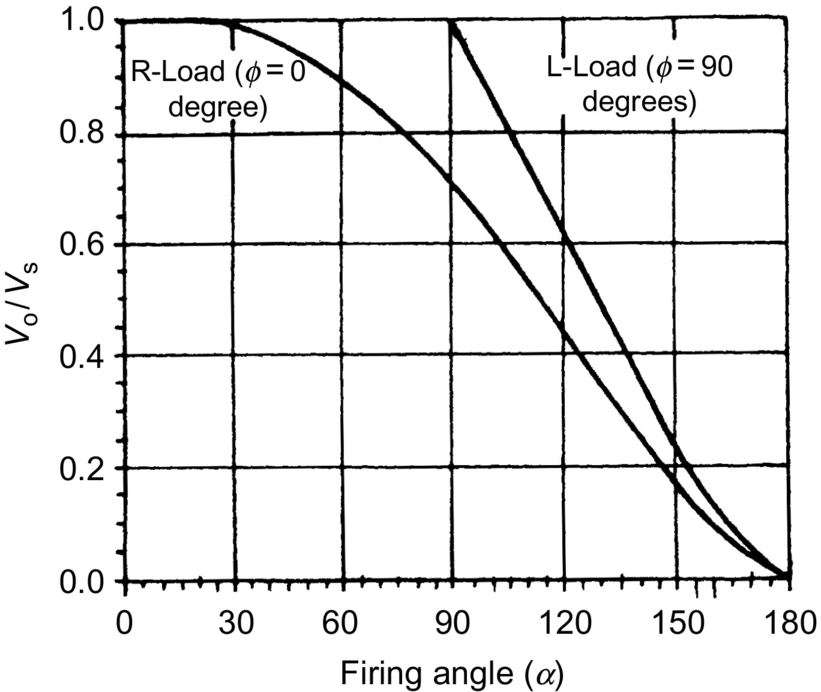 1.0
R-Load (ϕ = 0
degree)
L-Load (ϕ = 90
degrees)
0.8
0.6
Vo / Vs
0.4
0.2
0.0
0 30 60 90 120 150 180
Firing angle (α)